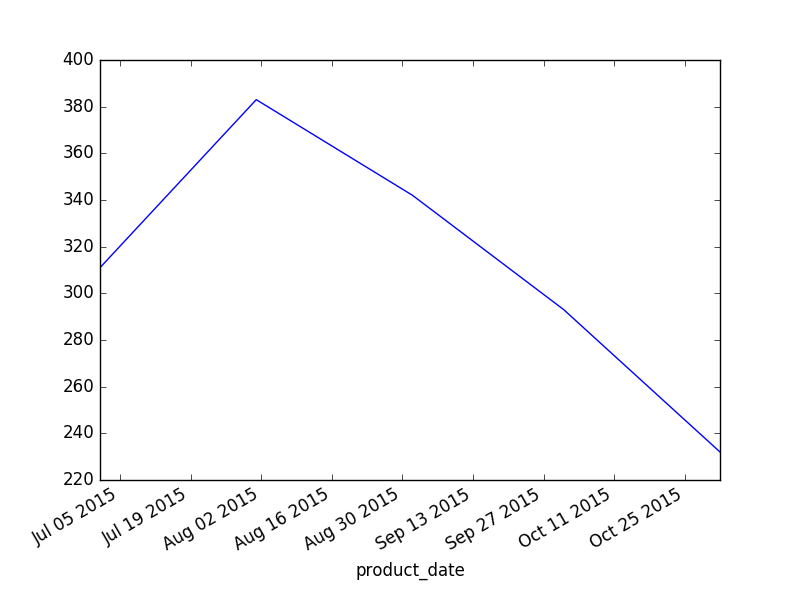 400
380
360
340
320
300
280
260
240
220
Jul 05 2015
Jul 19 2015
Aug 02 2015
Aug 16 2015
Aug 30 2015
Sep 13 2015
Sep 27 2015
Oct 11 2015
Oct 25 2015
product_date